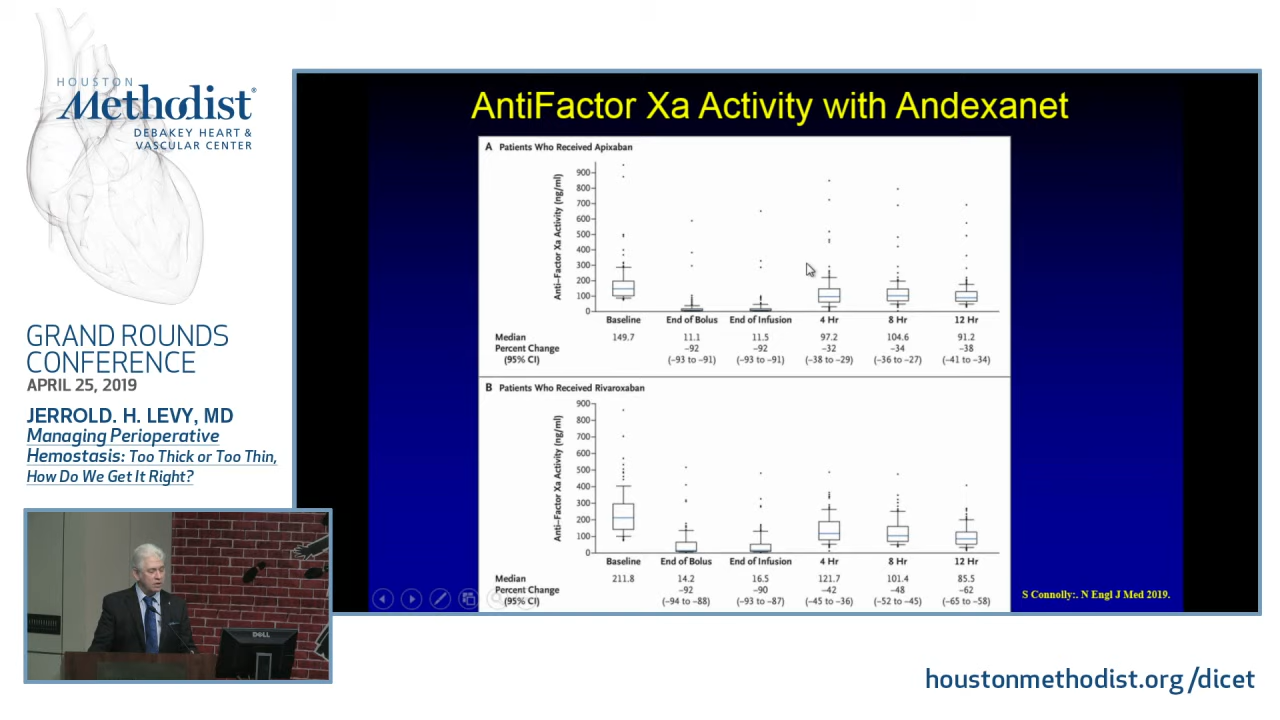 HOUSTON
Methodist®
DEBAKEY HEART &
VASCULAR CENTER
GRAND ROUNDS
CONFERENCE
APRIL 25, 2019
JERROLD. H. LEVY, MD
Managing Perioperative
Hemostasis: Too Thick or Too Thin,
How Do We Get It Right?
DELL
AntiFactor Xa Activity with Andexanet
A Patients Who Received Apixaban
Anti–Factor Xa Activity (ng/ml)
900
800
700
600
500
400
300
200
100
0
Baseline End of Bolus End of Infusion 4 Hr 8 Hr 12 Hr
Median 149.7 11.1 11.5 97.2 104.6 91.2
Percent Change −92 −92 −32 −34 −38
(95% CI) (−93 to −91) (−93 to −91) (−38 to −29) (−36 to −27) (−41 to −34)
B Patients Who Received Rivaroxaban
Anti–Factor Xa Activity (ng/ml)
900
800
700
600
500
400
300
200
100
0
Baseline End of Bolus End of Infusion 4 Hr 8 Hr 12 Hr
Median 211.8 14.2 16.5 121.7 101.4 85.5
Percent Change −92 −90 −42 −48 −62
(95% CI) (−94 to −88) (−93 to −87) (−45 to −36) (−52 to −45) (−65 to −58)
S Connolly:. N Engl J Med 2019.
houstonmethodist.org/dicet